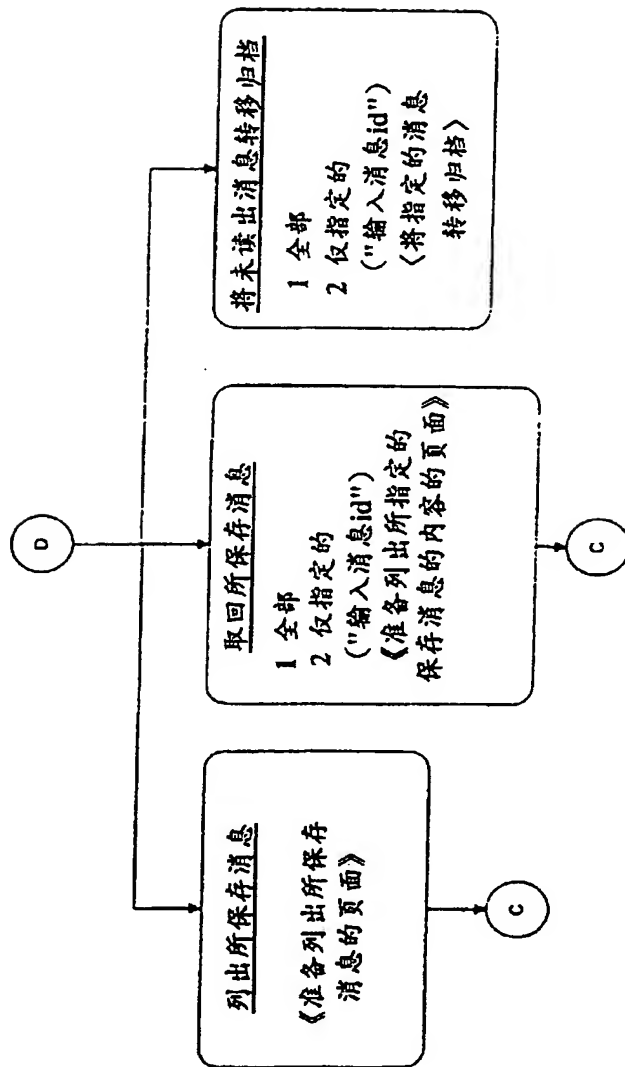 D
列出所保存消息
《准备列出所保存
消息的页面》
C
取回所保存消息
1 全部
2 仅指定的
("输入消息id")
《准备列出所指定的
保存消息的内容的页面》
C
将未读出消息转移归档
1 全部
2 仅指定的
("输入消息id")
〈将指定的消息
转移归档〉